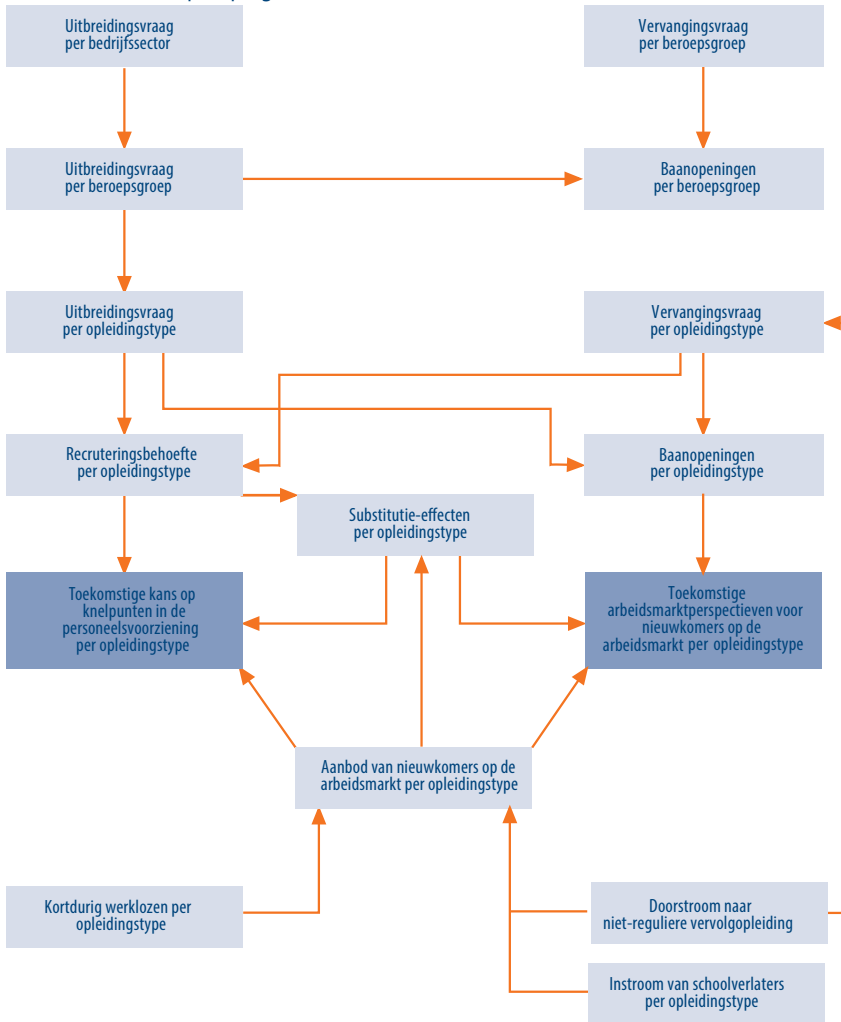 Uitbreidingsvraag
per bedrijfssector
Vervangingsvraag
per beroepsgroep
Uitbreidingsvraag
per beroepsgroep
Baanopeningen
per beroepsgroep
Uitbreidingsvraag
per opleidingstype
Vervangingsvraag
per opleidingstype
Recruteringsbehoefte
per opleidingstype
Baanopeningen
per opleidingstype
Substitutie-effecten
per opleidingstype
Toekomstige kans op
knelpunten in de
personeelsvoorziening
per opleidingstype
Toekomstige
arbeidsmarktperspectieven voor
nieuwkomers op de
arbeidsmarkt per opleidingstype
Aanbod van nieuwkomers op de
arbeidsmarkt per opleidingstype
Kortdurig werklozen per
opleidingstype
Doorstroom naar
niet-reguliere vervolgopleiding
Instroom van schoolverlaters
per opleidingstype